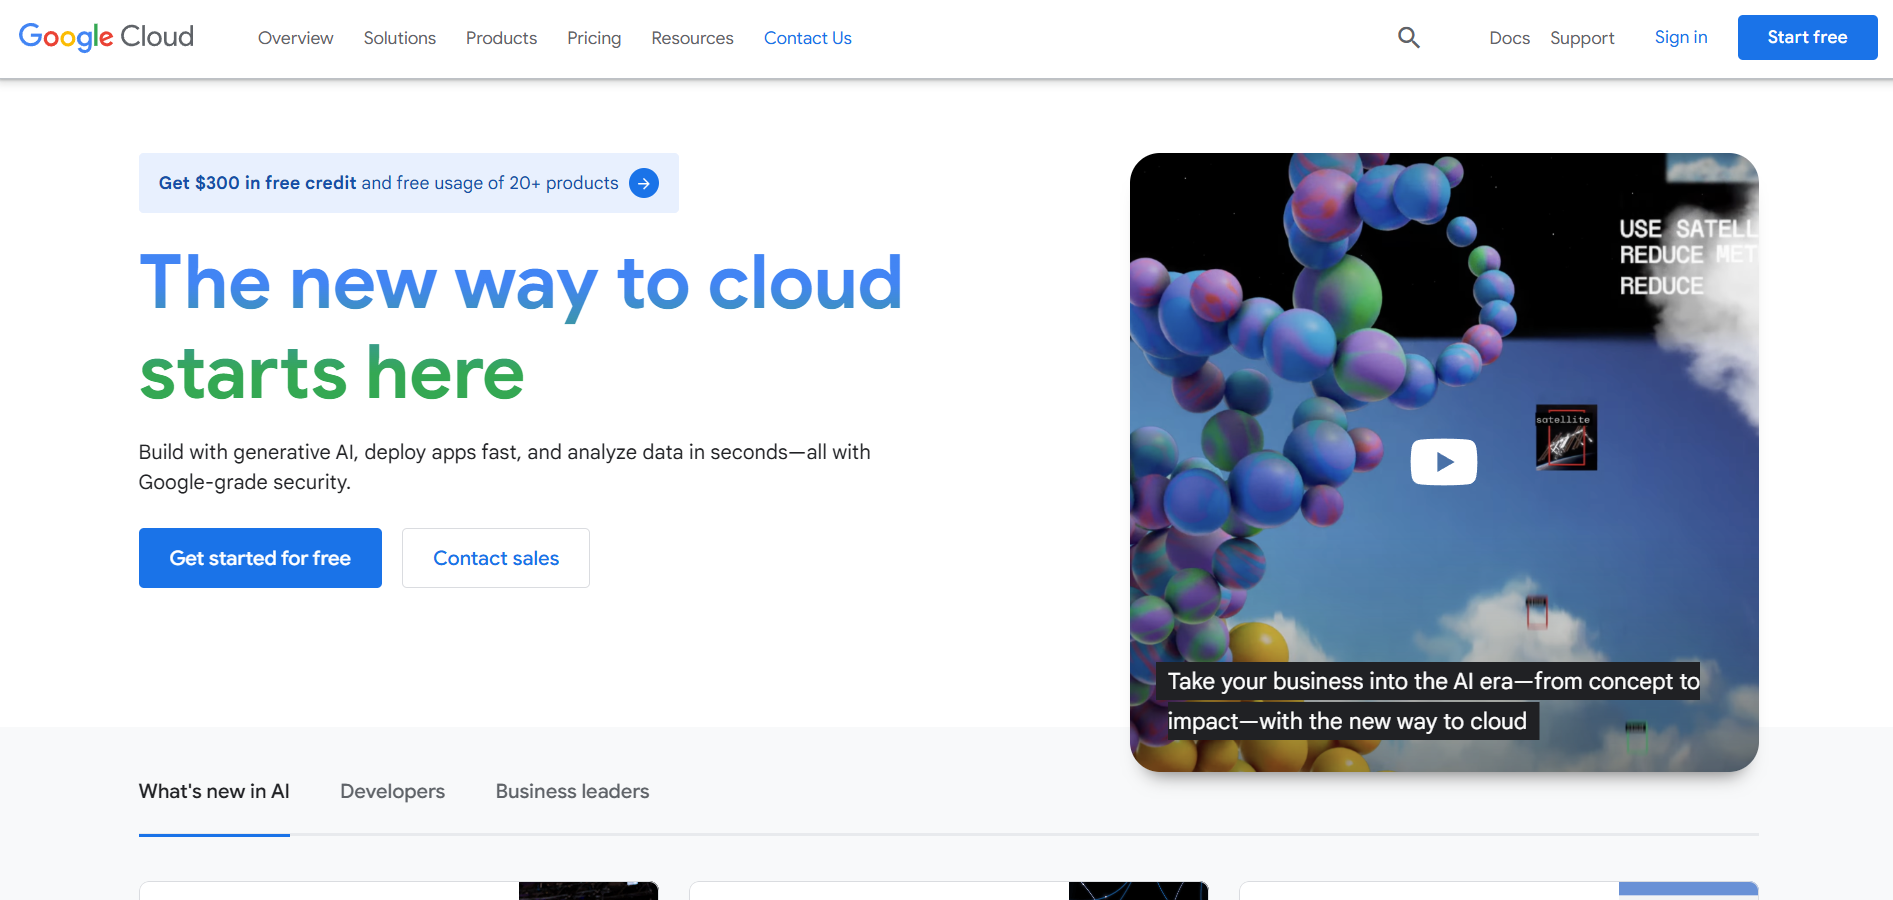 Google Cloud
Overview
Solutions
Products
Pricing
Resources
Contact Us
Docs
Support
Sign in
Start free
Get $300 in free credit and free usage of 20+ products
The new way to cloud
starts here
Build with generative AI, deploy apps fast, and analyze data in seconds—all with
Google-grade security.
Get started for free
Contact sales
USE SATELL
REDUCE MET
REDUCE
satellite
Take your business into the AI era—from concept to
impact—with the new way to cloud
What's new in AI
Developers
Business leaders